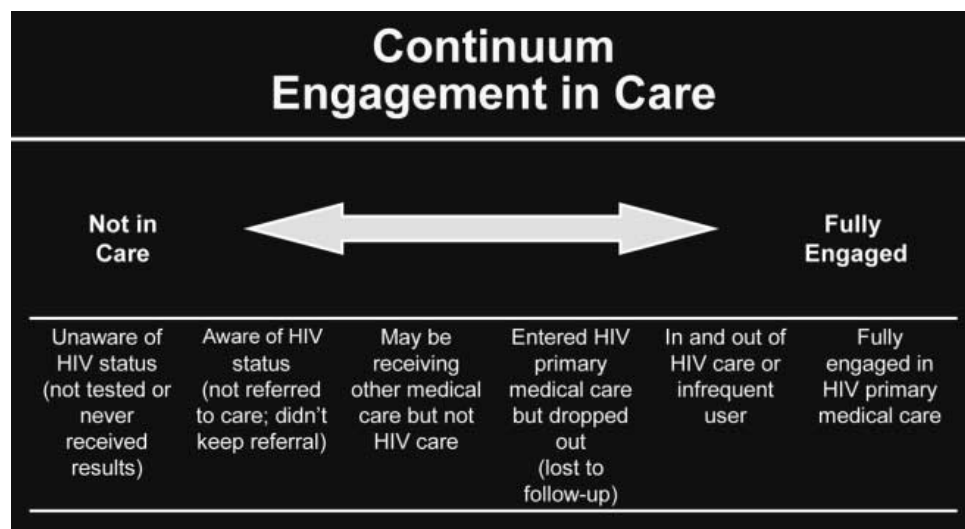 Continuum
Engagement in Care
Not in
Care
Fully
Engaged
Unaware of
HIV status
(not tested or
never
received
results)
Aware of HIV
status
(not referred
to care; didn't
keep referral)
May be
receiving
other medical
care but not
HIV care
Entered HIV
primary
medical care
but dropped
out
(lost to
follow-up)
In and out of
HIV care or
infrequent
user
Fully
engaged in
HIV primary
medical care